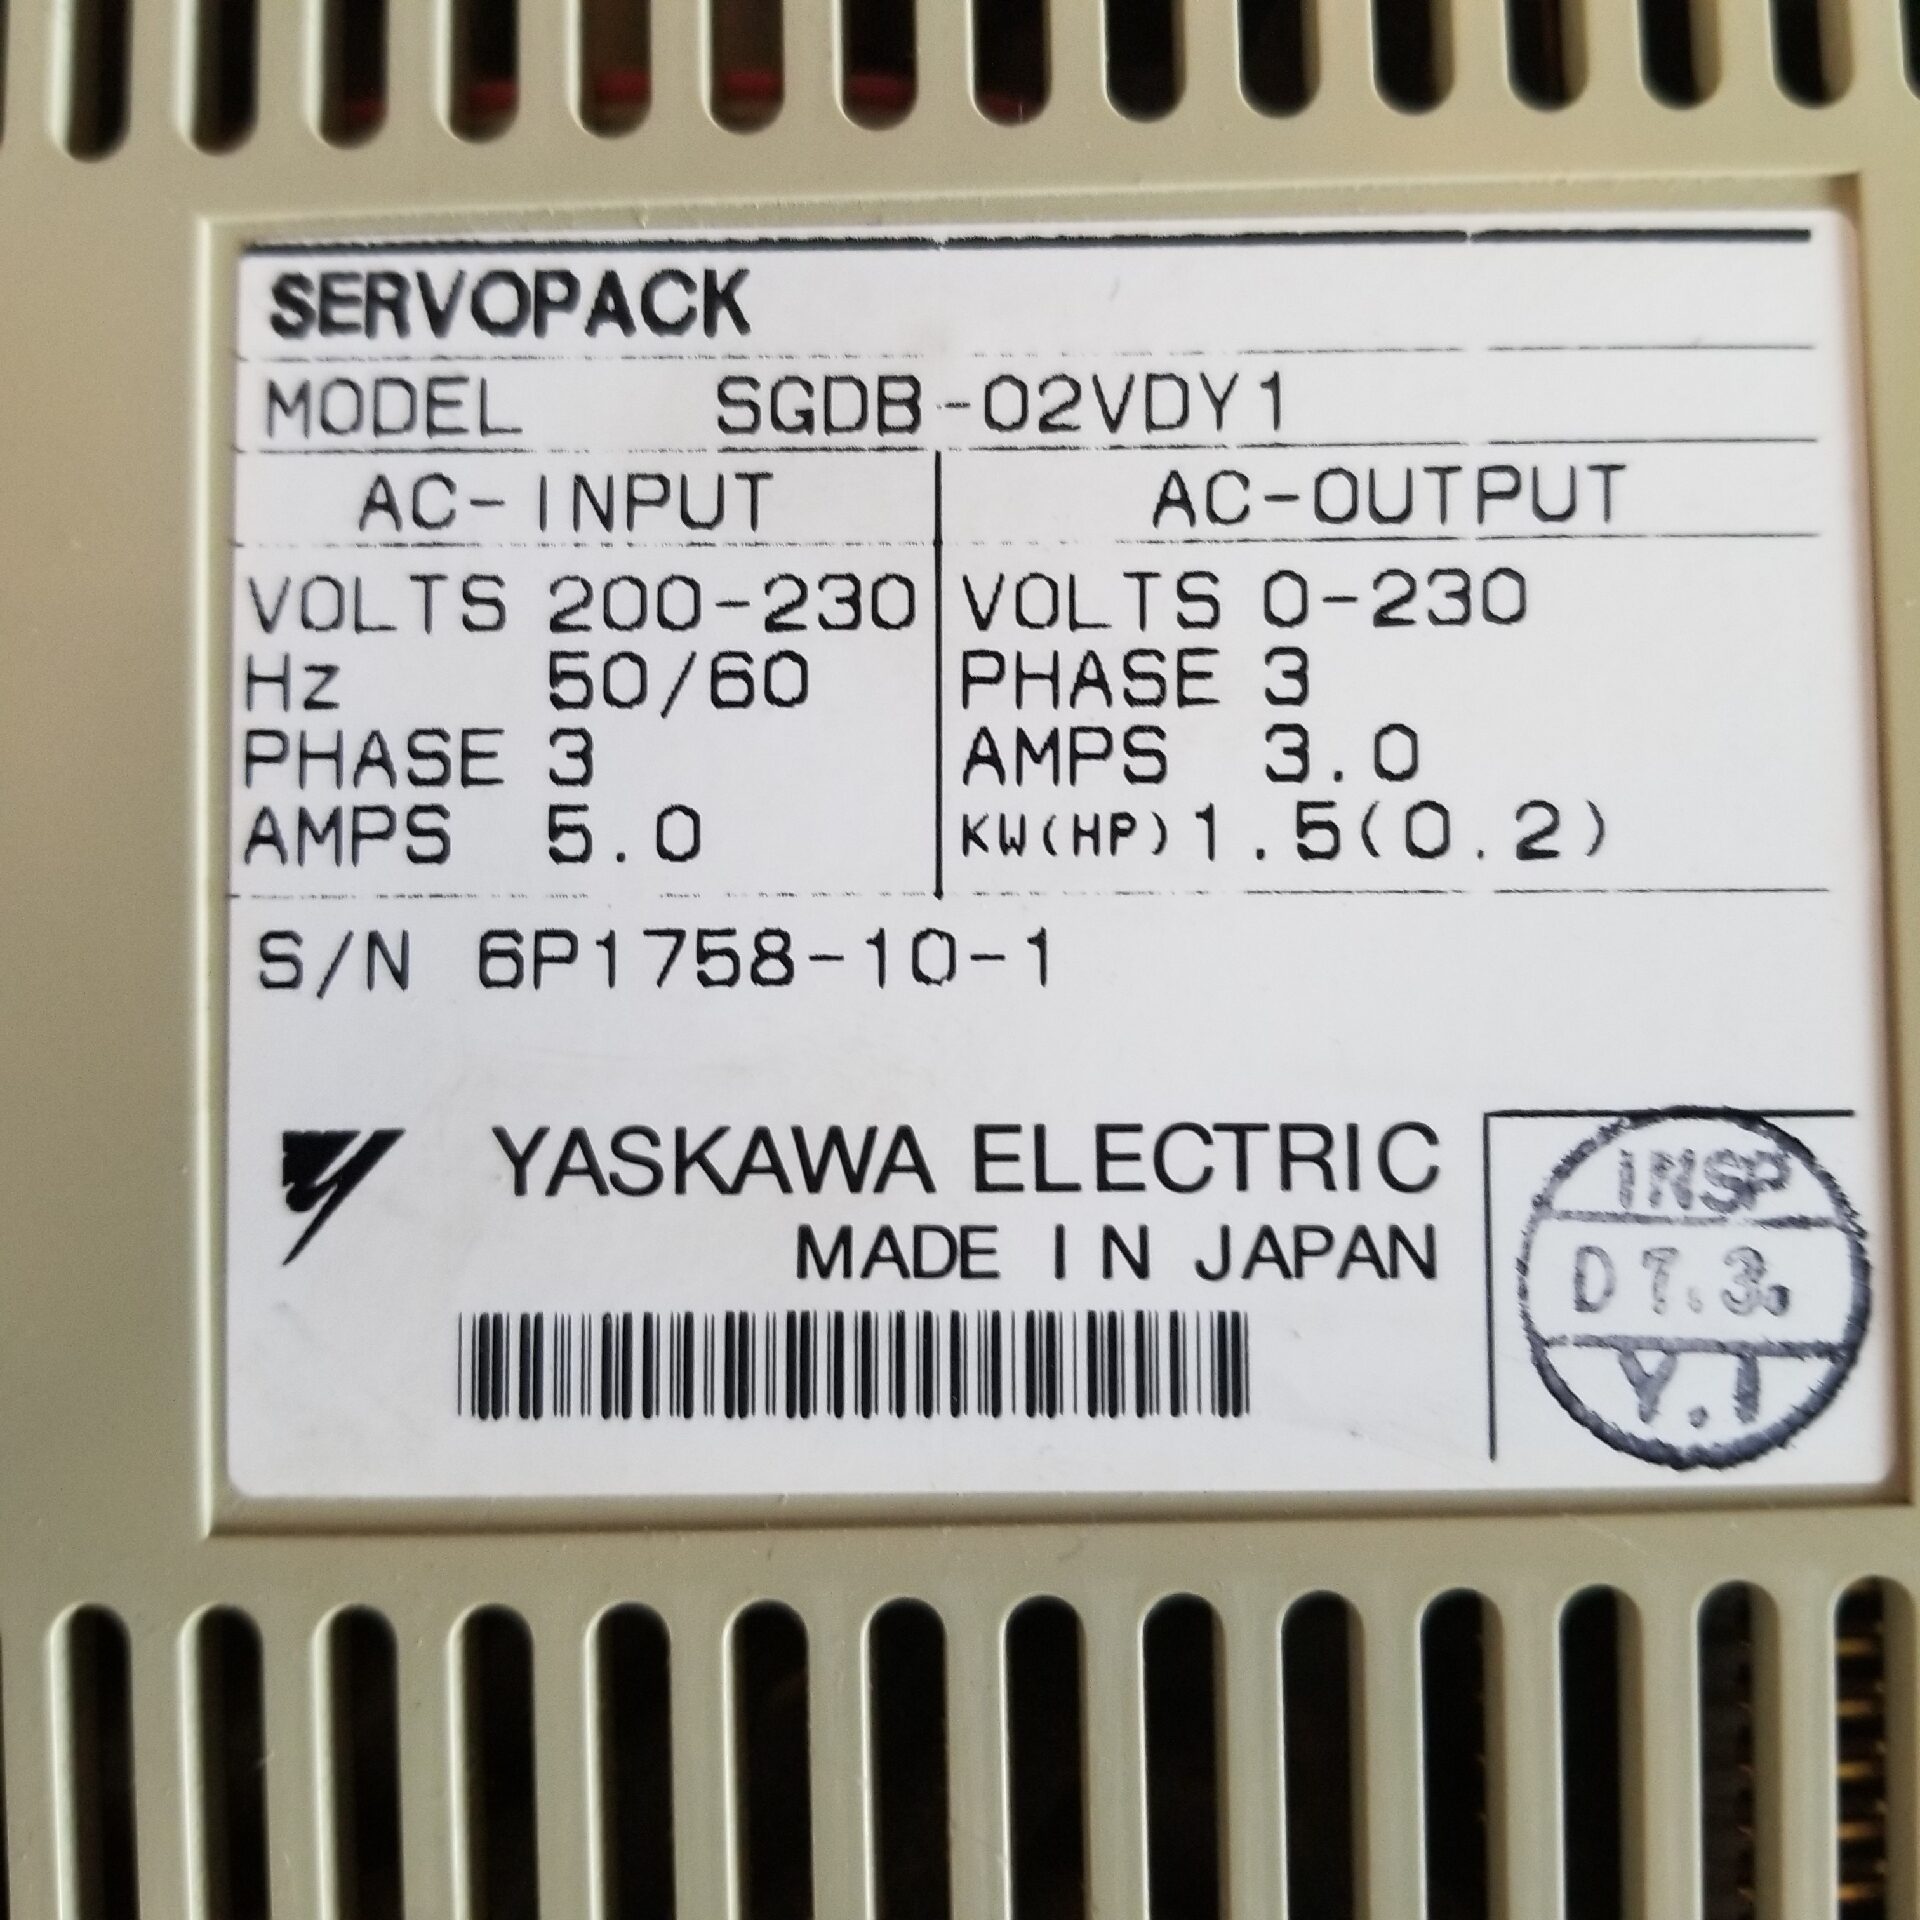 SERVOPACK
MODEL SGDB-02VDY1
AC-INPUT AC-OUTPUT
VOLTS 200-230 VOLTS 0-230
Hz 50/60 PHASE 3
PHASE 3 AMPS 3.0
AMPS 5.0 KW(HP)1.5(0.2)
S/N 6P1758-10-1
YASKAWA ELECTRIC
MADE IN JAPAN
INSP
D 7.3.
Y.I